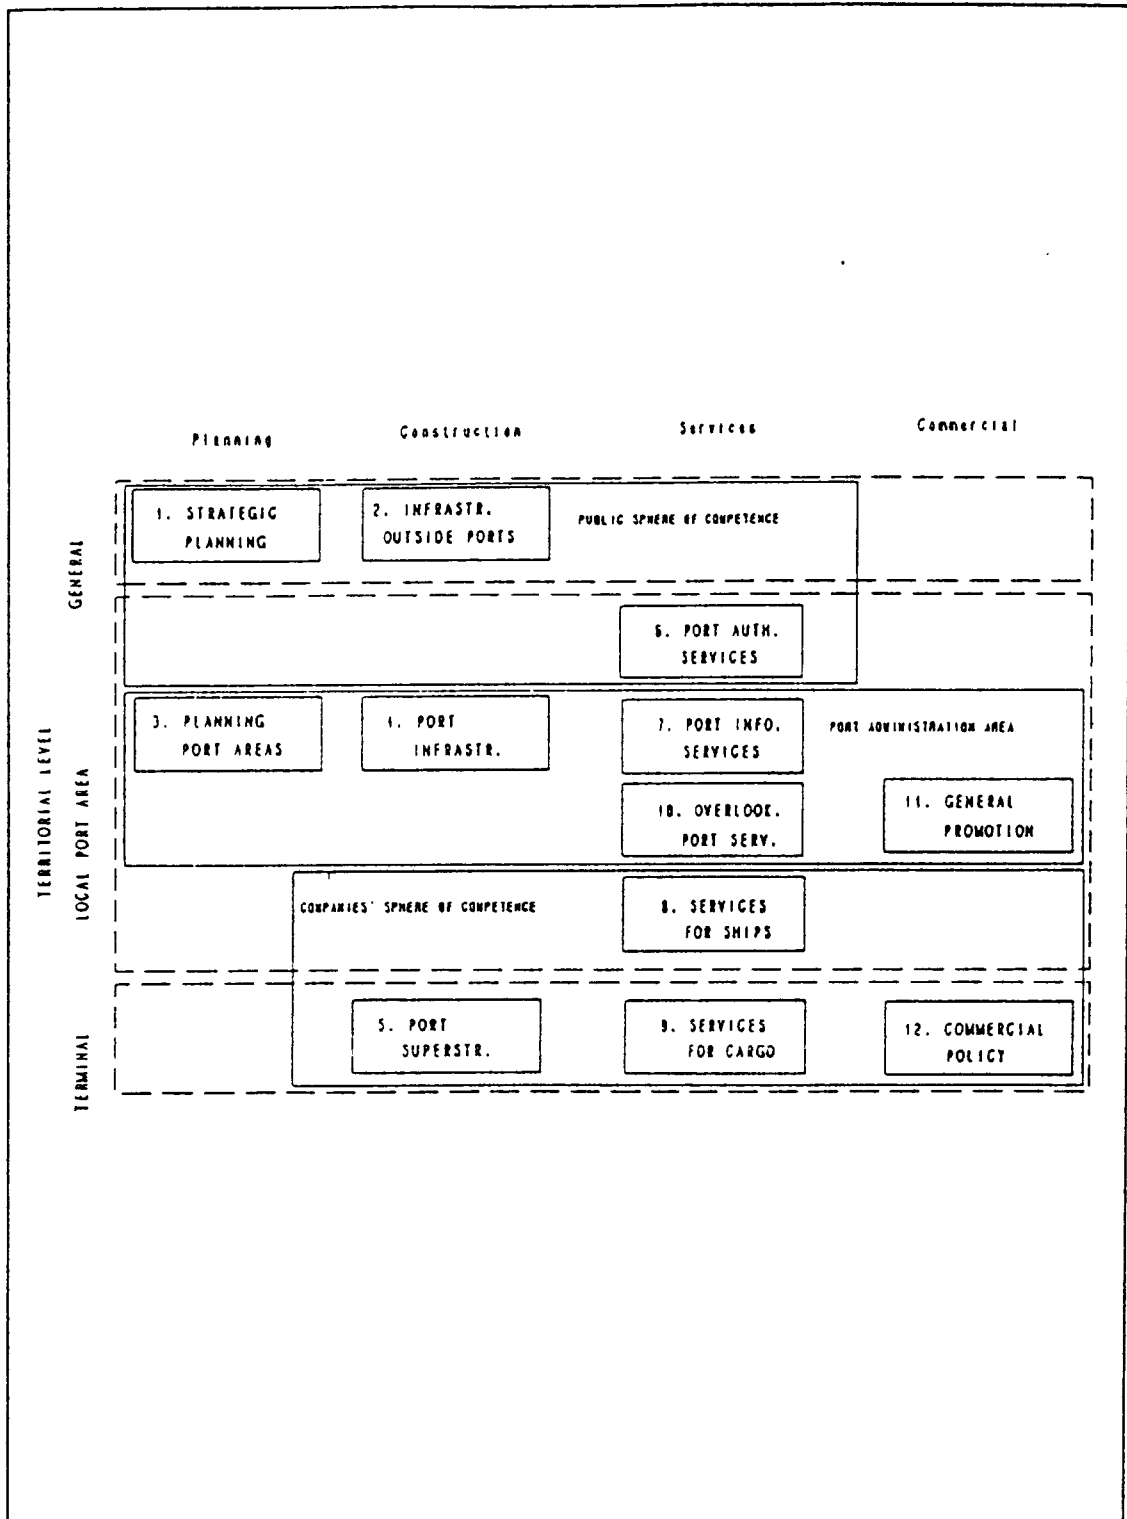 Planning
Construction
Services
Commercial
GENERAL
TERRITORIAL LEVEL
LOCAL PORT AREA
TERMINAL
1. STRATEGIC
PLANNING
2. INFRASTR.
OUTSIDE PORTS
PUBLIC SPHERE OF COMPETENCE
6. PORT AUTH.
SERVICES
3. PLANNING
PORT AREAS
4. PORT
INFRASTR.
7. PORT INFO.
SERVICES
PORT ADMINISTRATION AREA
10. OVERLOOK.
PORT SERV.
11. GENERAL
PROMOTION
COMPANIES' SPHERE OF COMPETENCE
8. SERVICES
FOR SHIPS
5. PORT
SUPERSTR.
9. SERVICES
FOR CARGO
12. COMMERCIAL
POLICY